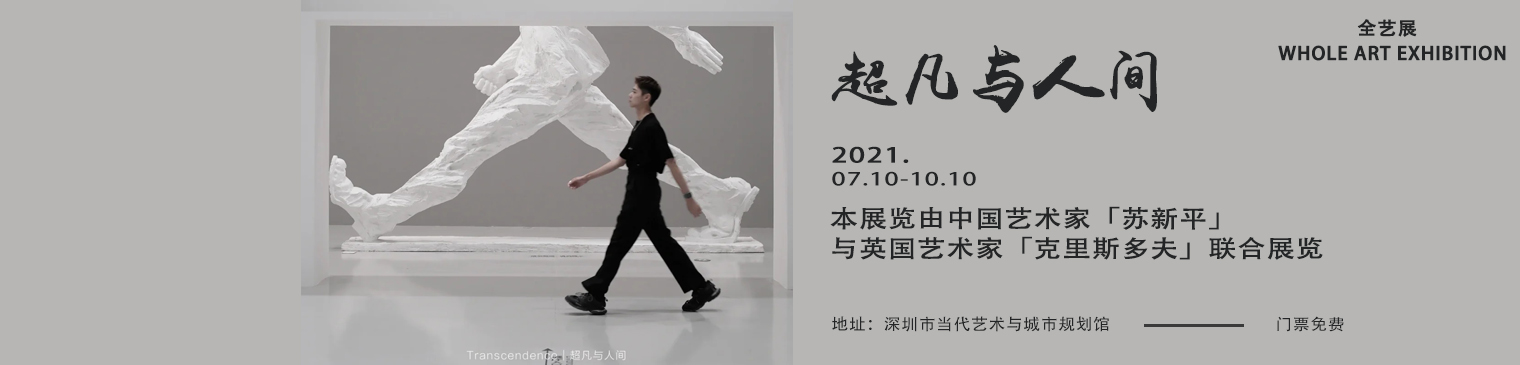 全艺展
WHOLE ART EXHIBITION
超凡与人间
2021.
07.10-10.10
本展览由中国艺术家「苏新平」
与英国艺术家「克里斯多夫」联合展览
地址：深圳市当代艺术与城市规划馆
门票免费
Transcendence | 超凡与人间